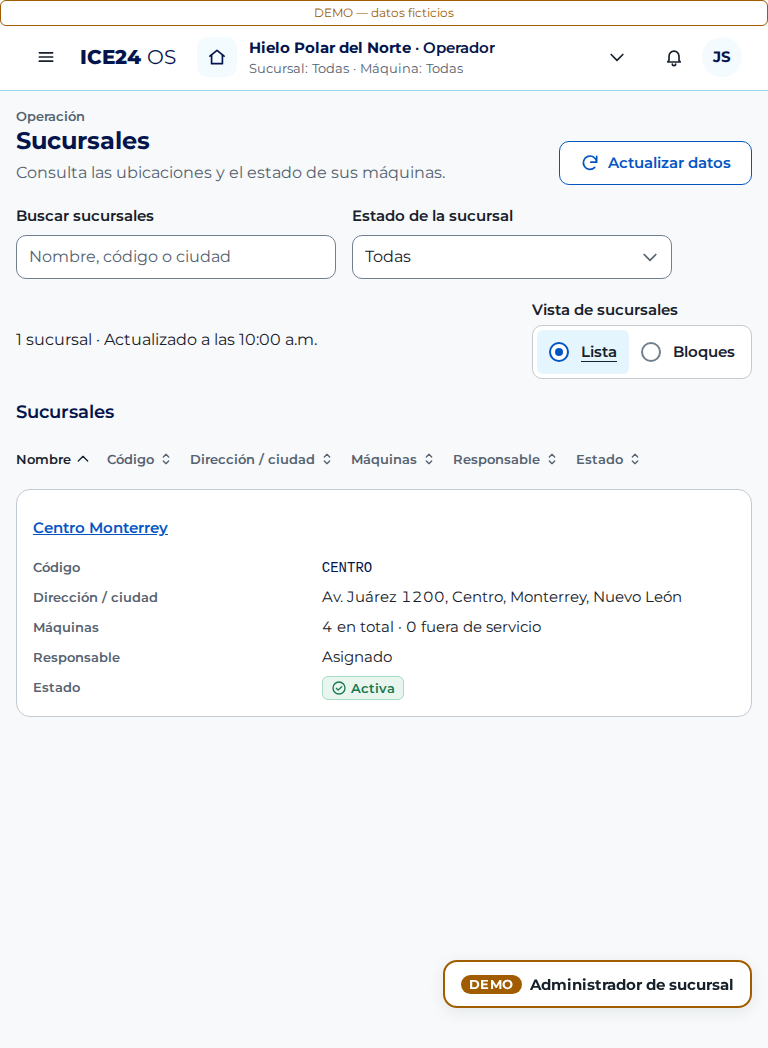 DEMO — datos ficticios
ICE24 OS
Hielo Polar del Norte · Operador
Sucursal: Todas · Máquina: Todas
JS
Operación
Sucursales
Consulta las ubicaciones y el estado de sus máquinas.
Actualizar datos
Buscar sucursales
Estado de la sucursal
Nombre, código o ciudad
Todas
1 sucursal · Actualizado a las 10:00 a.m.
Vista de sucursales
Lista
Bloques
Sucursales
Nombre Código Dirección / ciudad Máquinas Responsable Estado
Centro Monterrey
Código CENTRO
Dirección / ciudad Av. Juárez 1200, Centro, Monterrey, Nuevo León
Máquinas 4 en total · 0 fuera de servicio
Responsable Asignado
Estado Activa
DEMO Administrador de sucursal